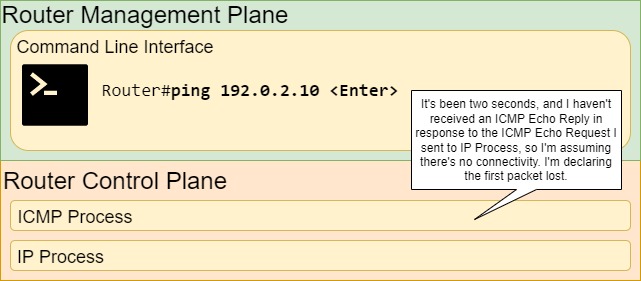 Router Management Plane
Command Line Interface
Router#ping 192.0.2.10 <Enter>
It's been two seconds, and I haven't
received an ICMP Echo Reply in
response to the ICMP Echo Request I
sent to IP Process, so I'm assuming
there's no connectivity. I'm declaring
the first packet lost.
Router Control Plane
ICMP Process
IP Process